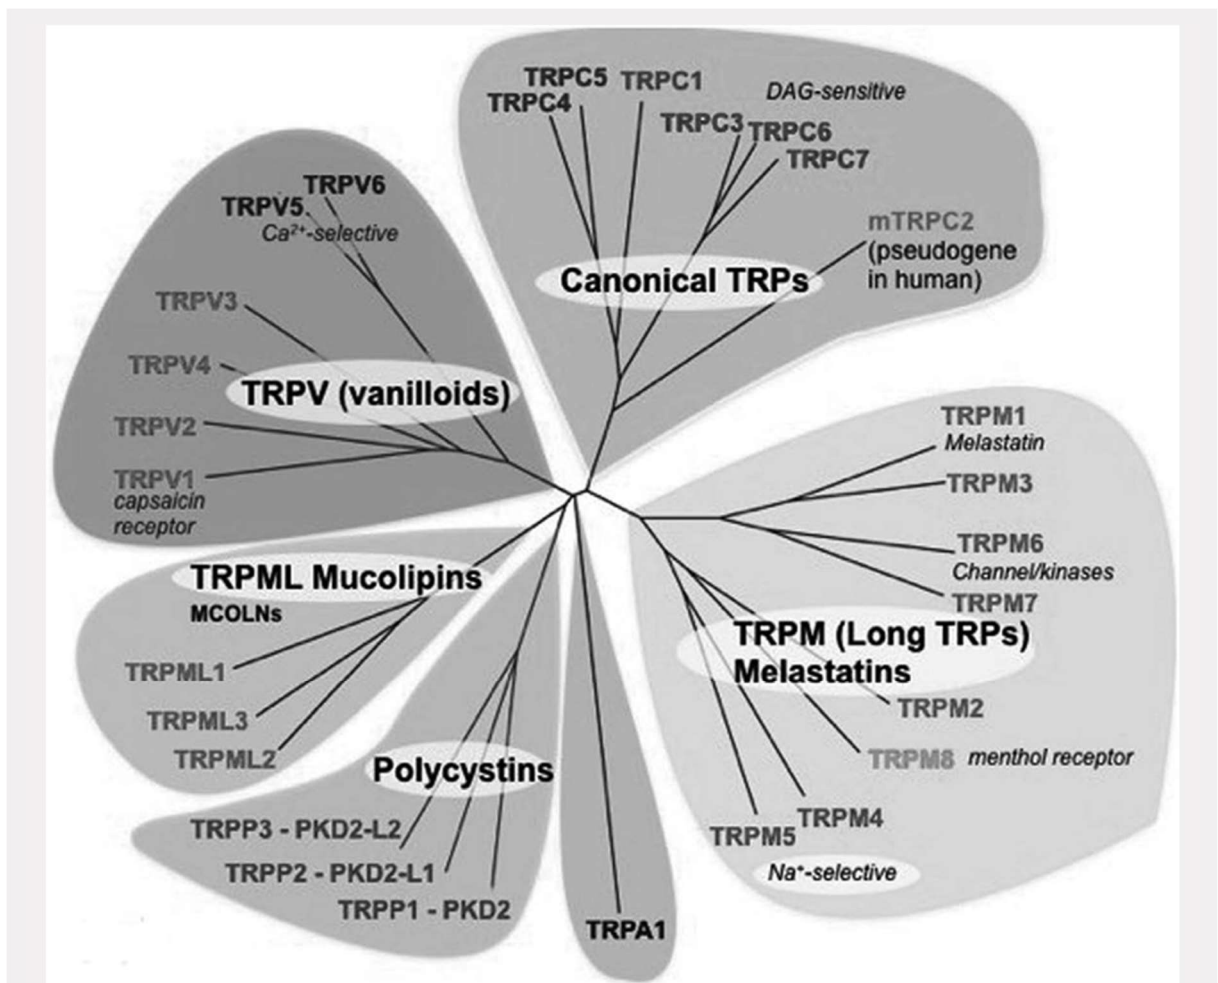 TRPC5 TRPC1
TRPC4
DAG-sensitive
TRPC3 TRPC6
TRPC7
mTRPC2
(pseudogene
in human)
Canonical TRPs
TRPV6
TRPV5
Ca²⁺-selective
TRPV3
TRPV4
TRPV (vanilloids)
TRPV2
TRPV1
capsaicin
receptor
TRPM1
Melastatin
TRPM3
TRPM6
Channel/kinases
TRPM7
TRPM (Long TRPs)
Melastatins
TRPM2
TRPM8 menthol receptor
TRPM4
TRPM5
Na⁺-selective
TRPML Mucolipins
MCOLNs
TRPML1
TRPML3
TRPML2
Polycystins
TRPP3 - PKD2-L2
TRPP2 - PKD2-L1
TRPP1 - PKD2
TRPA1